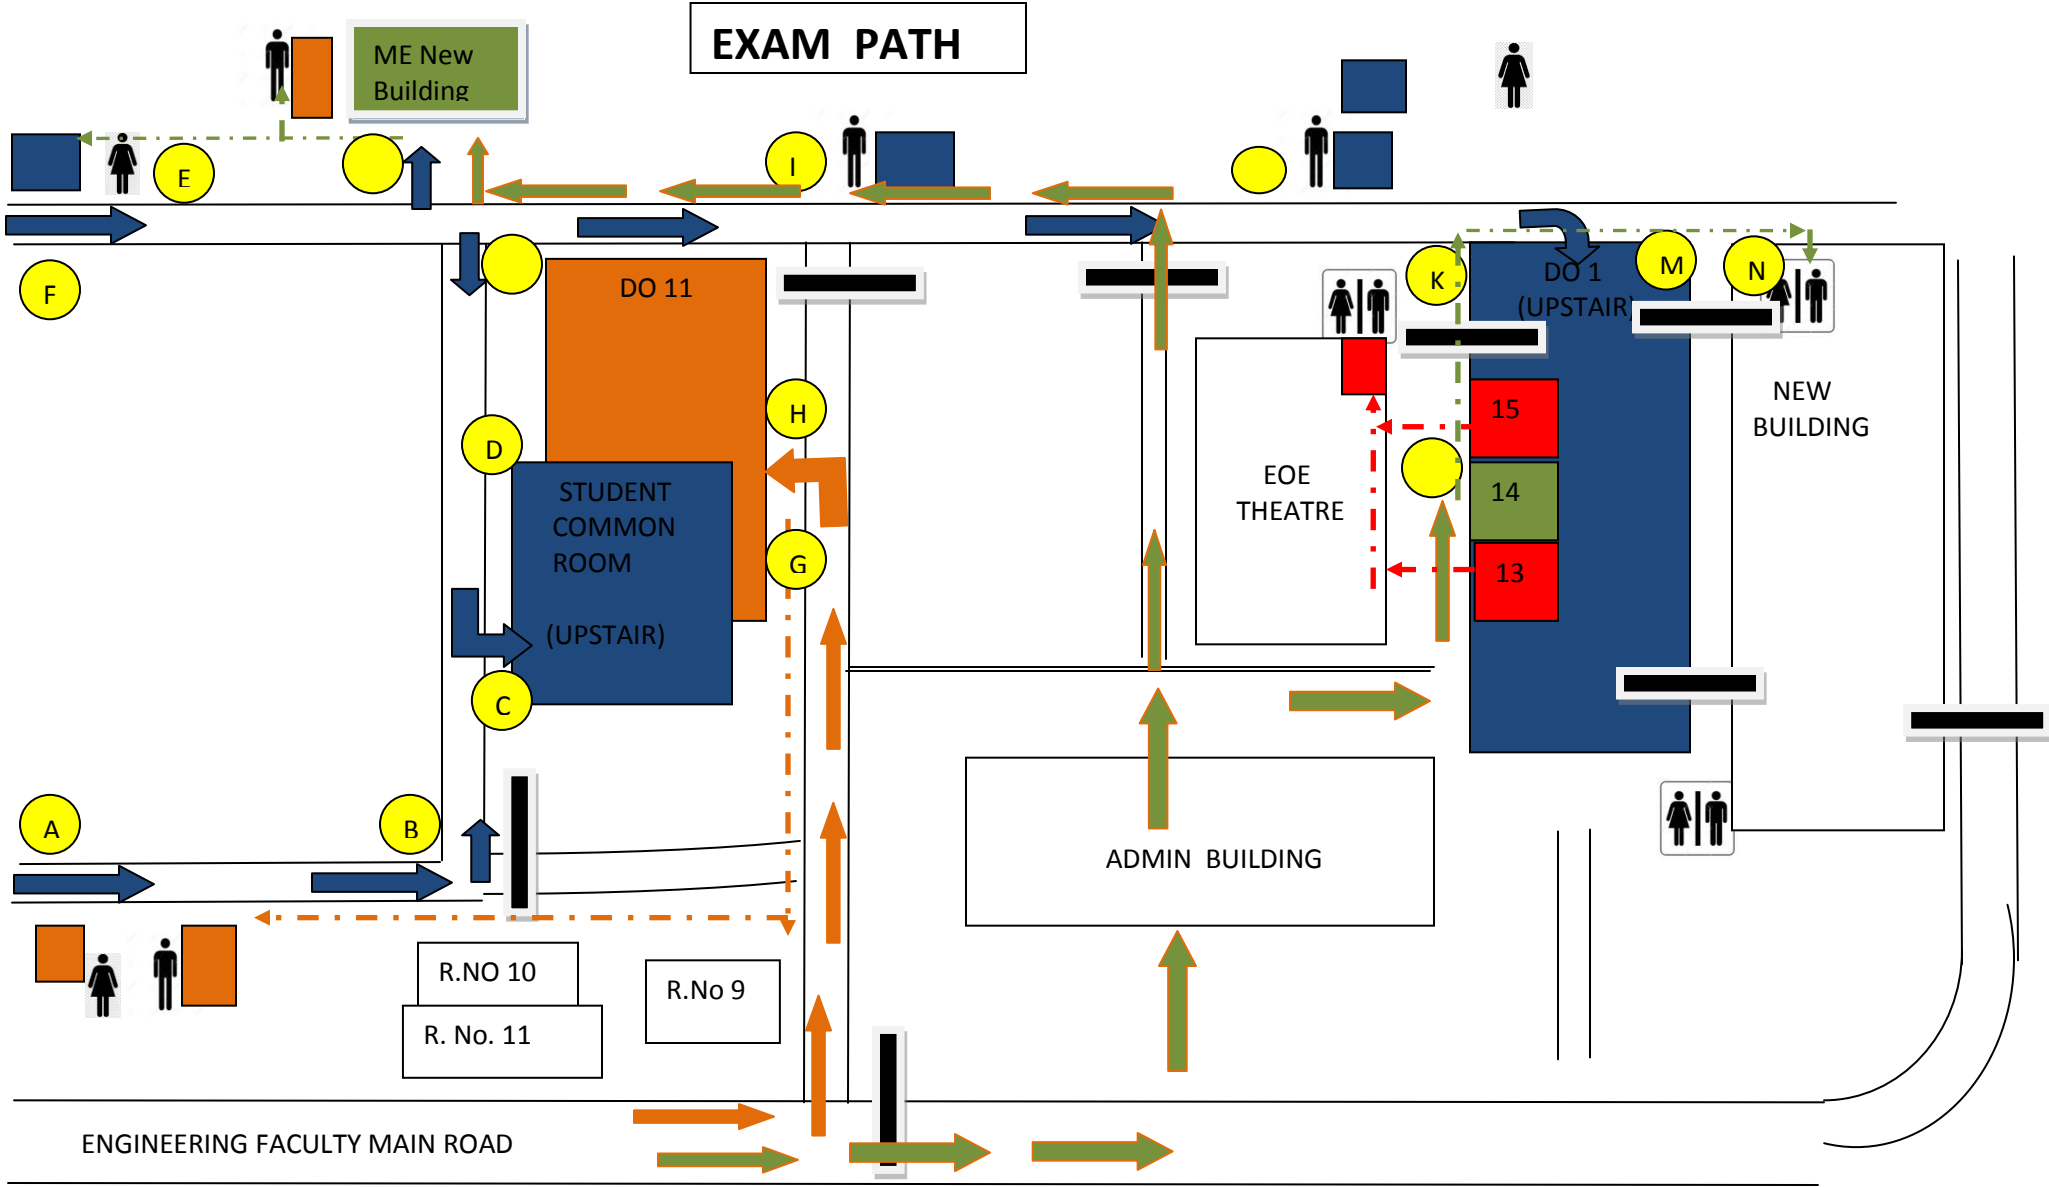 EXAM PATH
ME New
Building
I
E
F
DO 11
K
DO 1
(UPSTAIR)
M
N
NEW
BUILDING
H
D
15
STUDENT
COMMON
ROOM
(UPSTAIR)
EOE
THEATRE
14
G
13
C
A
B
ADMIN BUILDING
R.NO 10
R. No. 11
R.No 9
ENGINEERING FACULTY MAIN ROAD